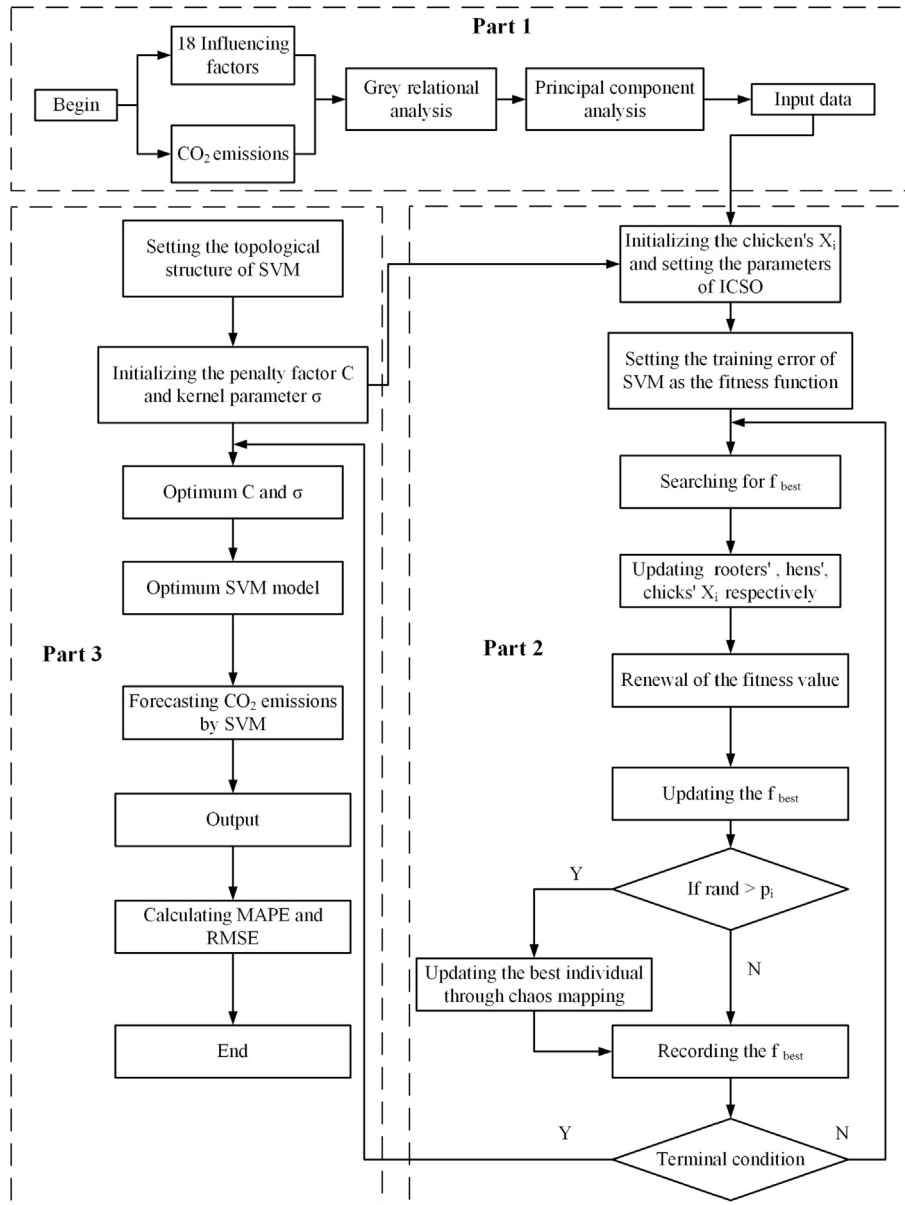 Part 1
18 Influencing
factors
Begin
CO₂ emissions
Grey relational
analysis
Principal component
analysis
Input data
Part 2
Initializing the chicken's Xᵢ
and setting the parameters
of ICSO
Setting the training error of
SVM as the fitness function
Searching for f best
Updating rooters' , hens',
chicks' Xᵢ respectively
Renewal of the fitness value
Updating the f best
If rand > pᵢ
Y
N
Updating the best individual
through chaos mapping
Recording the f best
Terminal condition
Y
N
Part 3
Setting the topological
structure of SVM
Initializing the penalty factor C
and kernel parameter σ
Optimum C and σ
Optimum SVM model
Forecasting CO₂ emissions
by SVM
Output
Calculating MAPE and
RMSE
End